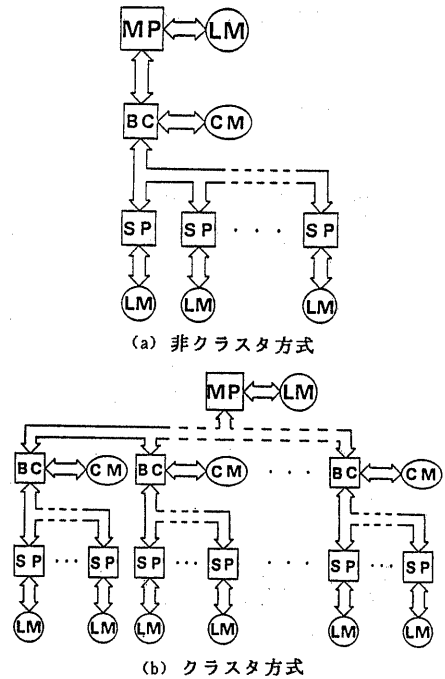 MP LM
BC CM
SP SP · · · SP
LM LM LM
(a) 非クラスタ方式
MP LM
BC CM BC CM · · · BC CM
SP ··· SP SP ··· SP · · · SP ··· SP
LM LM LM LM LM LM
(b) クラスタ方式